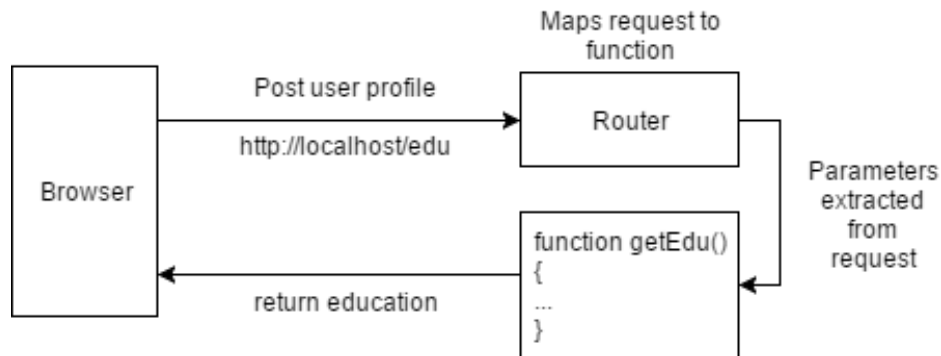 Maps request to
function
Post user profile
Router
http://localhost/edu
Browser
Parameters
extracted
from
request
function getEdu()
{
...
}
return education